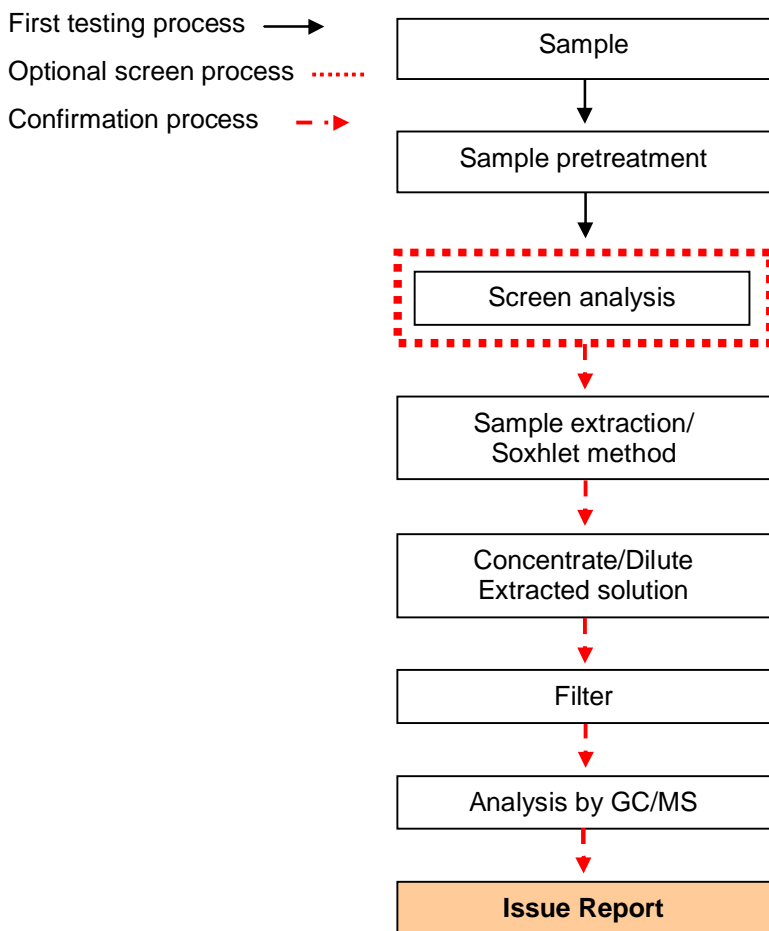 First testing process
Optional screen process
Confirmation process
Sample
Sample pretreatment
Screen analysis
Sample extraction/
Soxhlet method
Concentrate/Dilute
Extracted solution
Filter
Analysis by GC/MS
Issue Report